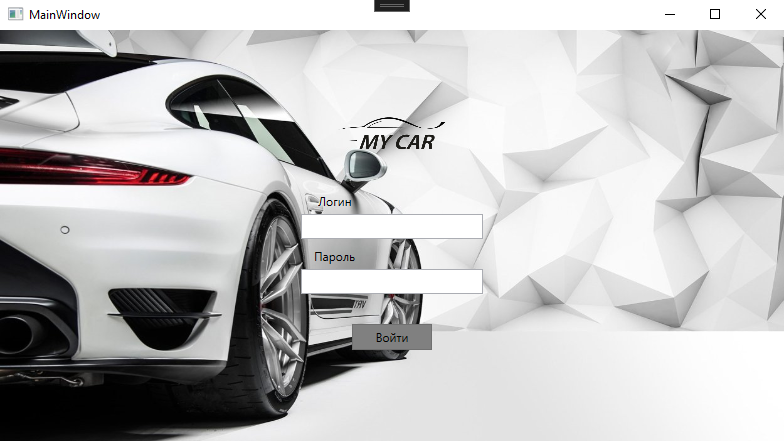 MainWindow
MY CAR
Логин
Пароль
Войти